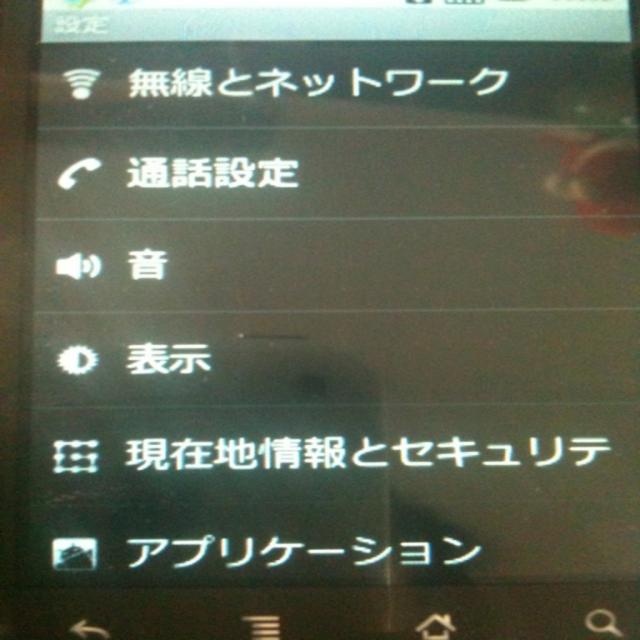 設定
無線とネットワーク
通話設定
音
表示
現在地情報とセキュリテ
アプリケーション